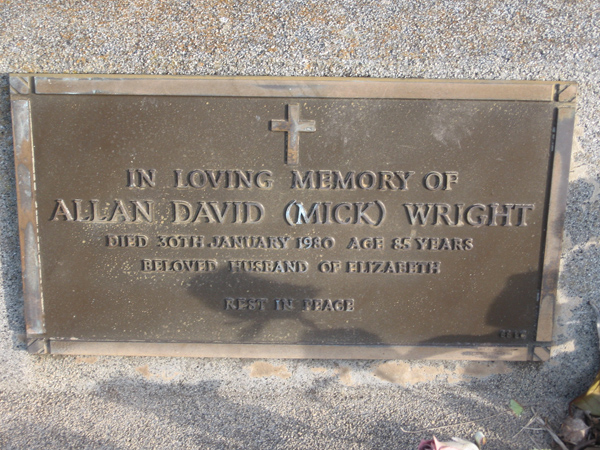 IN LOVING MEMORY OF
ALLAN DAVID (MICK) WRIGHT
DIED 30TH JANUARY 1980 AGE 85 YEARS
BELOVED HUSBAND OF ELIZABETH
REST IN PEACE